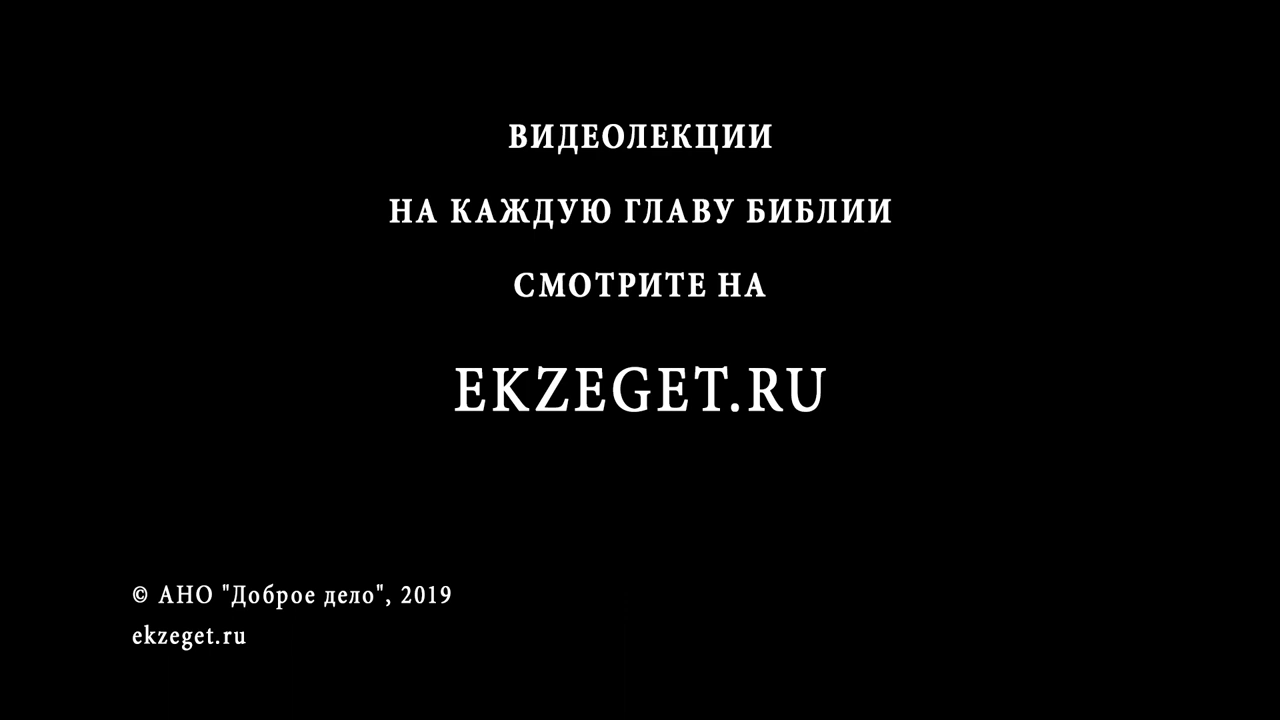 ВИДЕОЛЕКЦИИ
НА КАЖДУЮ ГЛАВУ БИБЛИИ
СМОТРИТЕ НА
EKZEGET.RU
© АНО "Доброе дело", 2019
ekzeget.ru